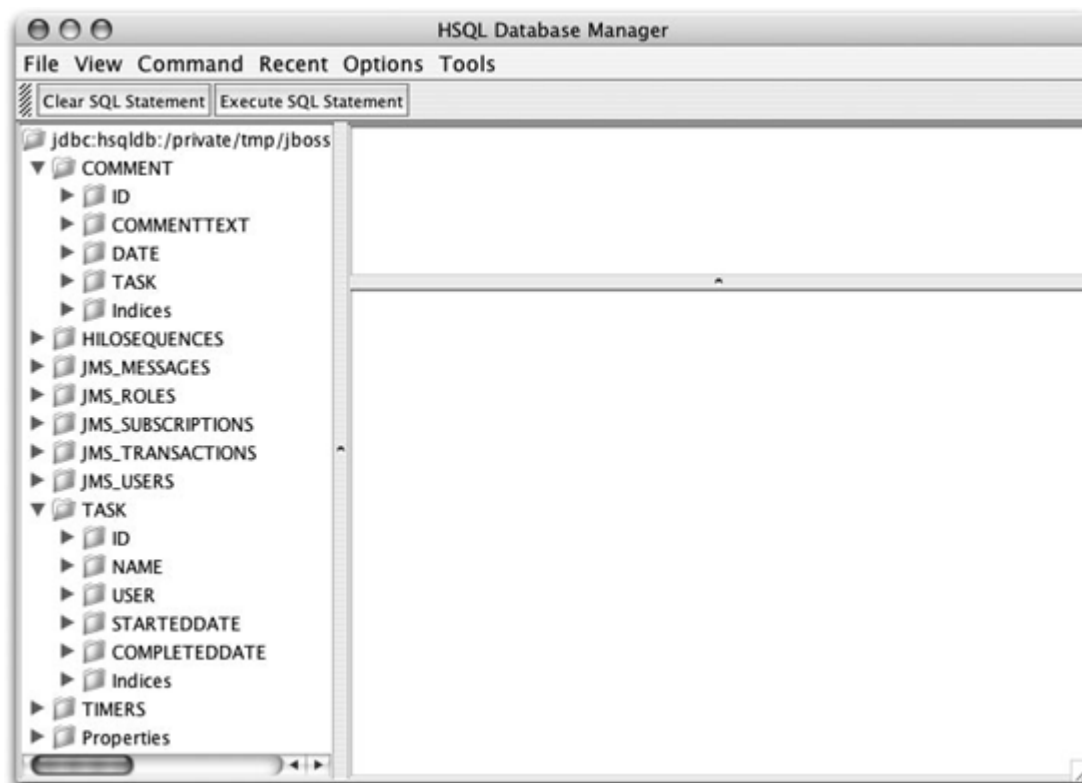 HSQL Database Manager
File View Command Recent Options Tools
Clear SQL Statement Execute SQL Statement
jdbc:hsqldb:/private/tmp/jboss
COMMENT
ID
COMMENTTEXT
DATE
TASK
Indices
HILOSEQUENCES
JMS_MESSAGES
JMS_ROLES
JMS_SUBSCRIPTIONS
JMS_TRANSACTIONS
JMS_USERS
TASK
ID
NAME
USER
STARTEDDATE
COMPLETEDDATE
Indices
TIMERS
Properties